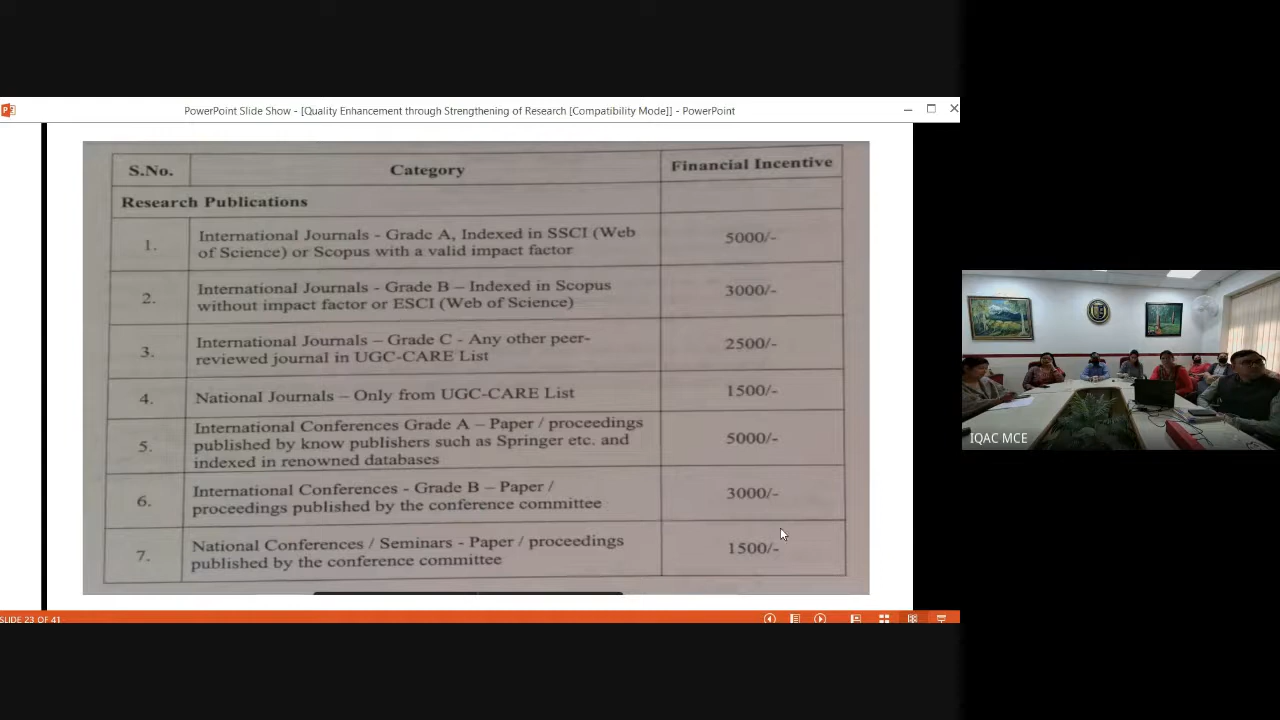 PowerPoint Slide Show - [Quality Enhancement through Strengthening of Research [Compatibility Mode]] - PowerPoint
S.No. Category Financial Incentive
Research Publications
1. International Journals - Grade A, Indexed in SSCI (Web
of Science) or Scopus with a valid impact factor 5000/-
2. International Journals - Grade B – Indexed in Scopus
without impact factor or ESCI (Web of Science) 3000/-
3. International Journals – Grade C - Any other peer-
reviewed journal in UGC-CARE List 2500/-
4. National Journals – Only from UGC-CARE List 1500/-
5. International Conferences Grade A – Paper / proceedings
published by know publishers such as Springer etc. and
indexed in renowned databases 5000/-
6. International Conferences - Grade B – Paper /
proceedings published by the conference committee 3000/-
7. National Conferences / Seminars - Paper / proceedings
published by the conference committee 1500/-
SLIDE 23 OF 41
IQAC MCE